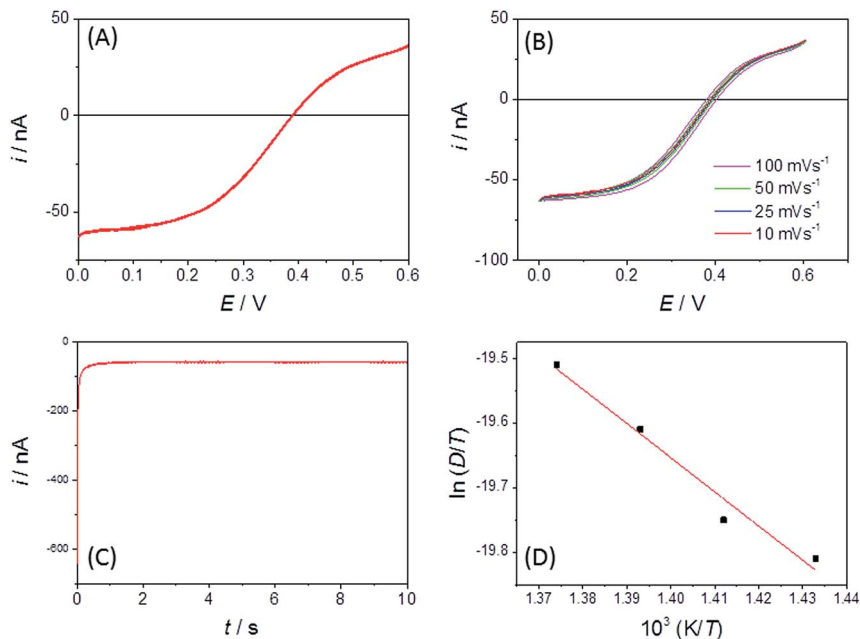 (A)
50
0
-50
i / nA
0.0 0.1 0.2 0.3 0.4 0.5 0.6
E / V
(B)
50
0
-50
-100
i / nA
100 mVs⁻¹
50 mVs⁻¹
25 mVs⁻¹
10 mVs⁻¹
0.0 0.2 0.4 0.6
E / V
0
-200
-400
-600
i / nA
(C)
0 2 4 6 8 10
t / s
-19.5
-19.6
-19.7
-19.8
ln (D/T)
(D)
1.37 1.38 1.39 1.40 1.41 1.42 1.43 1.44
10³ (K/T)